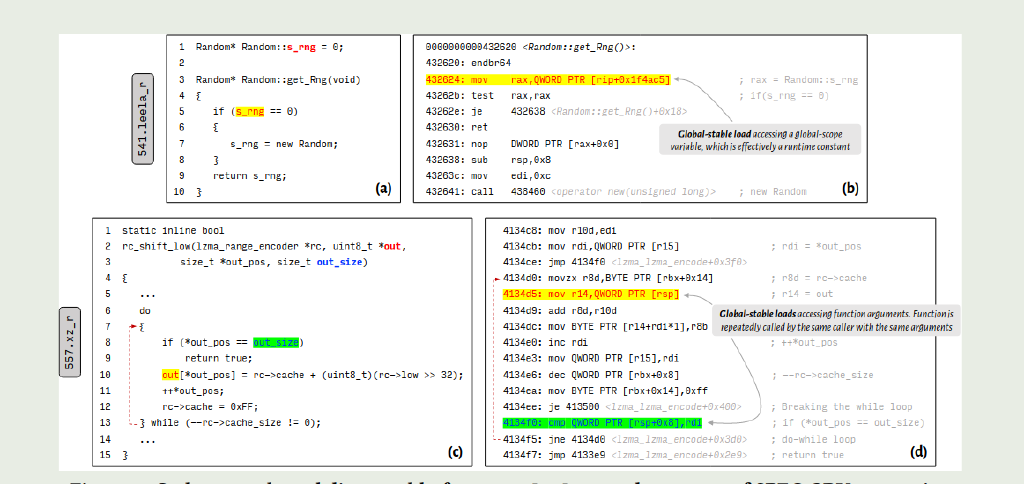 541.leela_r
1 Random* Random::s_rng = 0;
2
3 Random* Random::get_Rng(void)
4 {
5 if (s_rng == 0)
6 {
7 s_rng = new Random;
8 }
9 return s_rng;
10 }
(a)
0000000000432620 <Random::get_Rng()>:
432620: endbr64
432624: mov rax,QWORD PTR [rip+0x1f4ac5] ; rax = Random::s_rng
43262b: test rax,rax ; if(s_rng == 0)
43262e: je 432638 <Random::get_Rng()+0x18>
432630: ret
432631: nop DWORD PTR [rax+0x0]
432638: sub rsp,0x8
43263c: mov edi,0xc
432641: call 438460 <operator new(unsigned long)> ; new Random
Global-stable load accessing a global-scope
variable, which is effectively a runtime constant
(b)
557.xz_r
1 static inline bool
2 rc_shift_low(lzma_range_encoder *rc, uint8_t *out,
3 size_t *out_pos, size_t out_size)
4 {
5 ...
6 do
7 {
8 if (*out_pos == out_size)
9 return true;
10 out[*out_pos] = rc->cache + (uint8_t)(rc->low >> 32);
11 ++*out_pos;
12 rc->cache = 0xFF;
13 } while (--rc->cache_size != 0);
14 ...
15 }
(c)
4134c8: mov r10d,edi
4134cb: mov rdi,QWORD PTR [r15] ; rdi = *out_pos
4134ce: jmp 4134f0 <lzma_lzma_encode+0x3f0>
4134d0: movzx r8d,BYTE PTR [rbx+0x14] ; r8d = rc->cache
4134d5: mov r14,QWORD PTR [rsp] ; r14 = out
4134d9: add r8d,r10d
4134dc: mov BYTE PTR [r14+rdi*1],r8b
4134e0: inc rdi ; ++*out_pos
4134e3: mov QWORD PTR [r15],rdi
4134e6: dec QWORD PTR [rbx+0x8] ; --rc->cache_size
4134ea: mov BYTE PTR [rbx+0x14],0xff
4134ee: je 413500 <lzma_lzma_encode+0x400> ; Breaking the while loop
4134f0: cmp QWORD PTR [rsp+0x8],rdi ; if (*out_pos == out_size)
4134f5: jne 4134d0 <lzma_lzma_encode+0x3d0> ; do-while loop
4134f7: jmp 4133e9 <lzma_lzma_encode+0x2e9> ; return true
Global-stable loads accessing function arguments. Function is
repeatedly called by the same caller with the same arguments
(d)